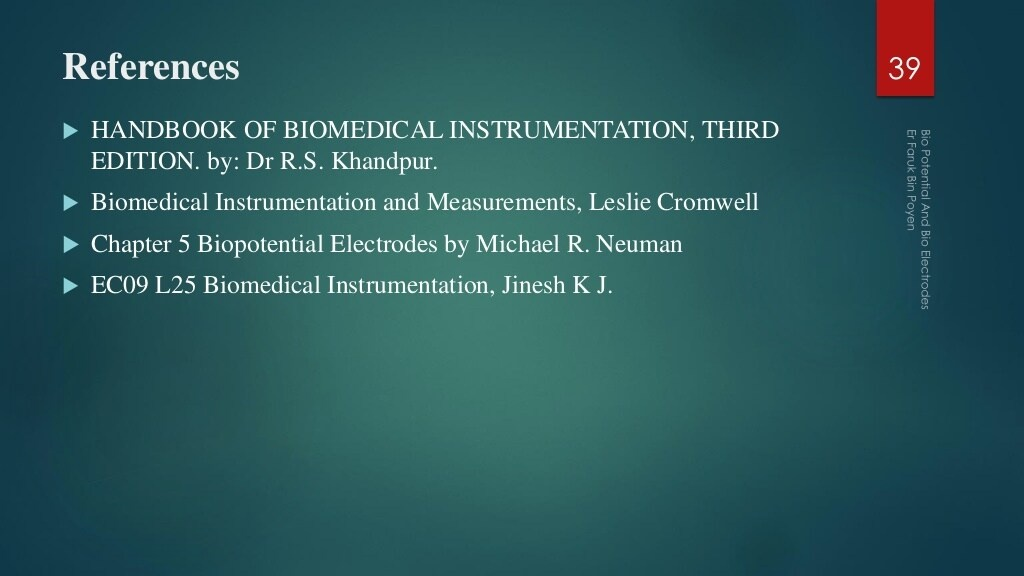 References
39
HANDBOOK OF BIOMEDICAL INSTRUMENTATION, THIRD
EDITION. by: Dr R.S. Khandpur.
Biomedical Instrumentation and Measurements, Leslie Cromwell
Chapter 5 Biopotential Electrodes by Michael R. Neuman
EC09 L25 Biomedical Instrumentation, Jinesh K J.
Bio Potential And Bio Electrodes
Er Faruk Bin Poyen